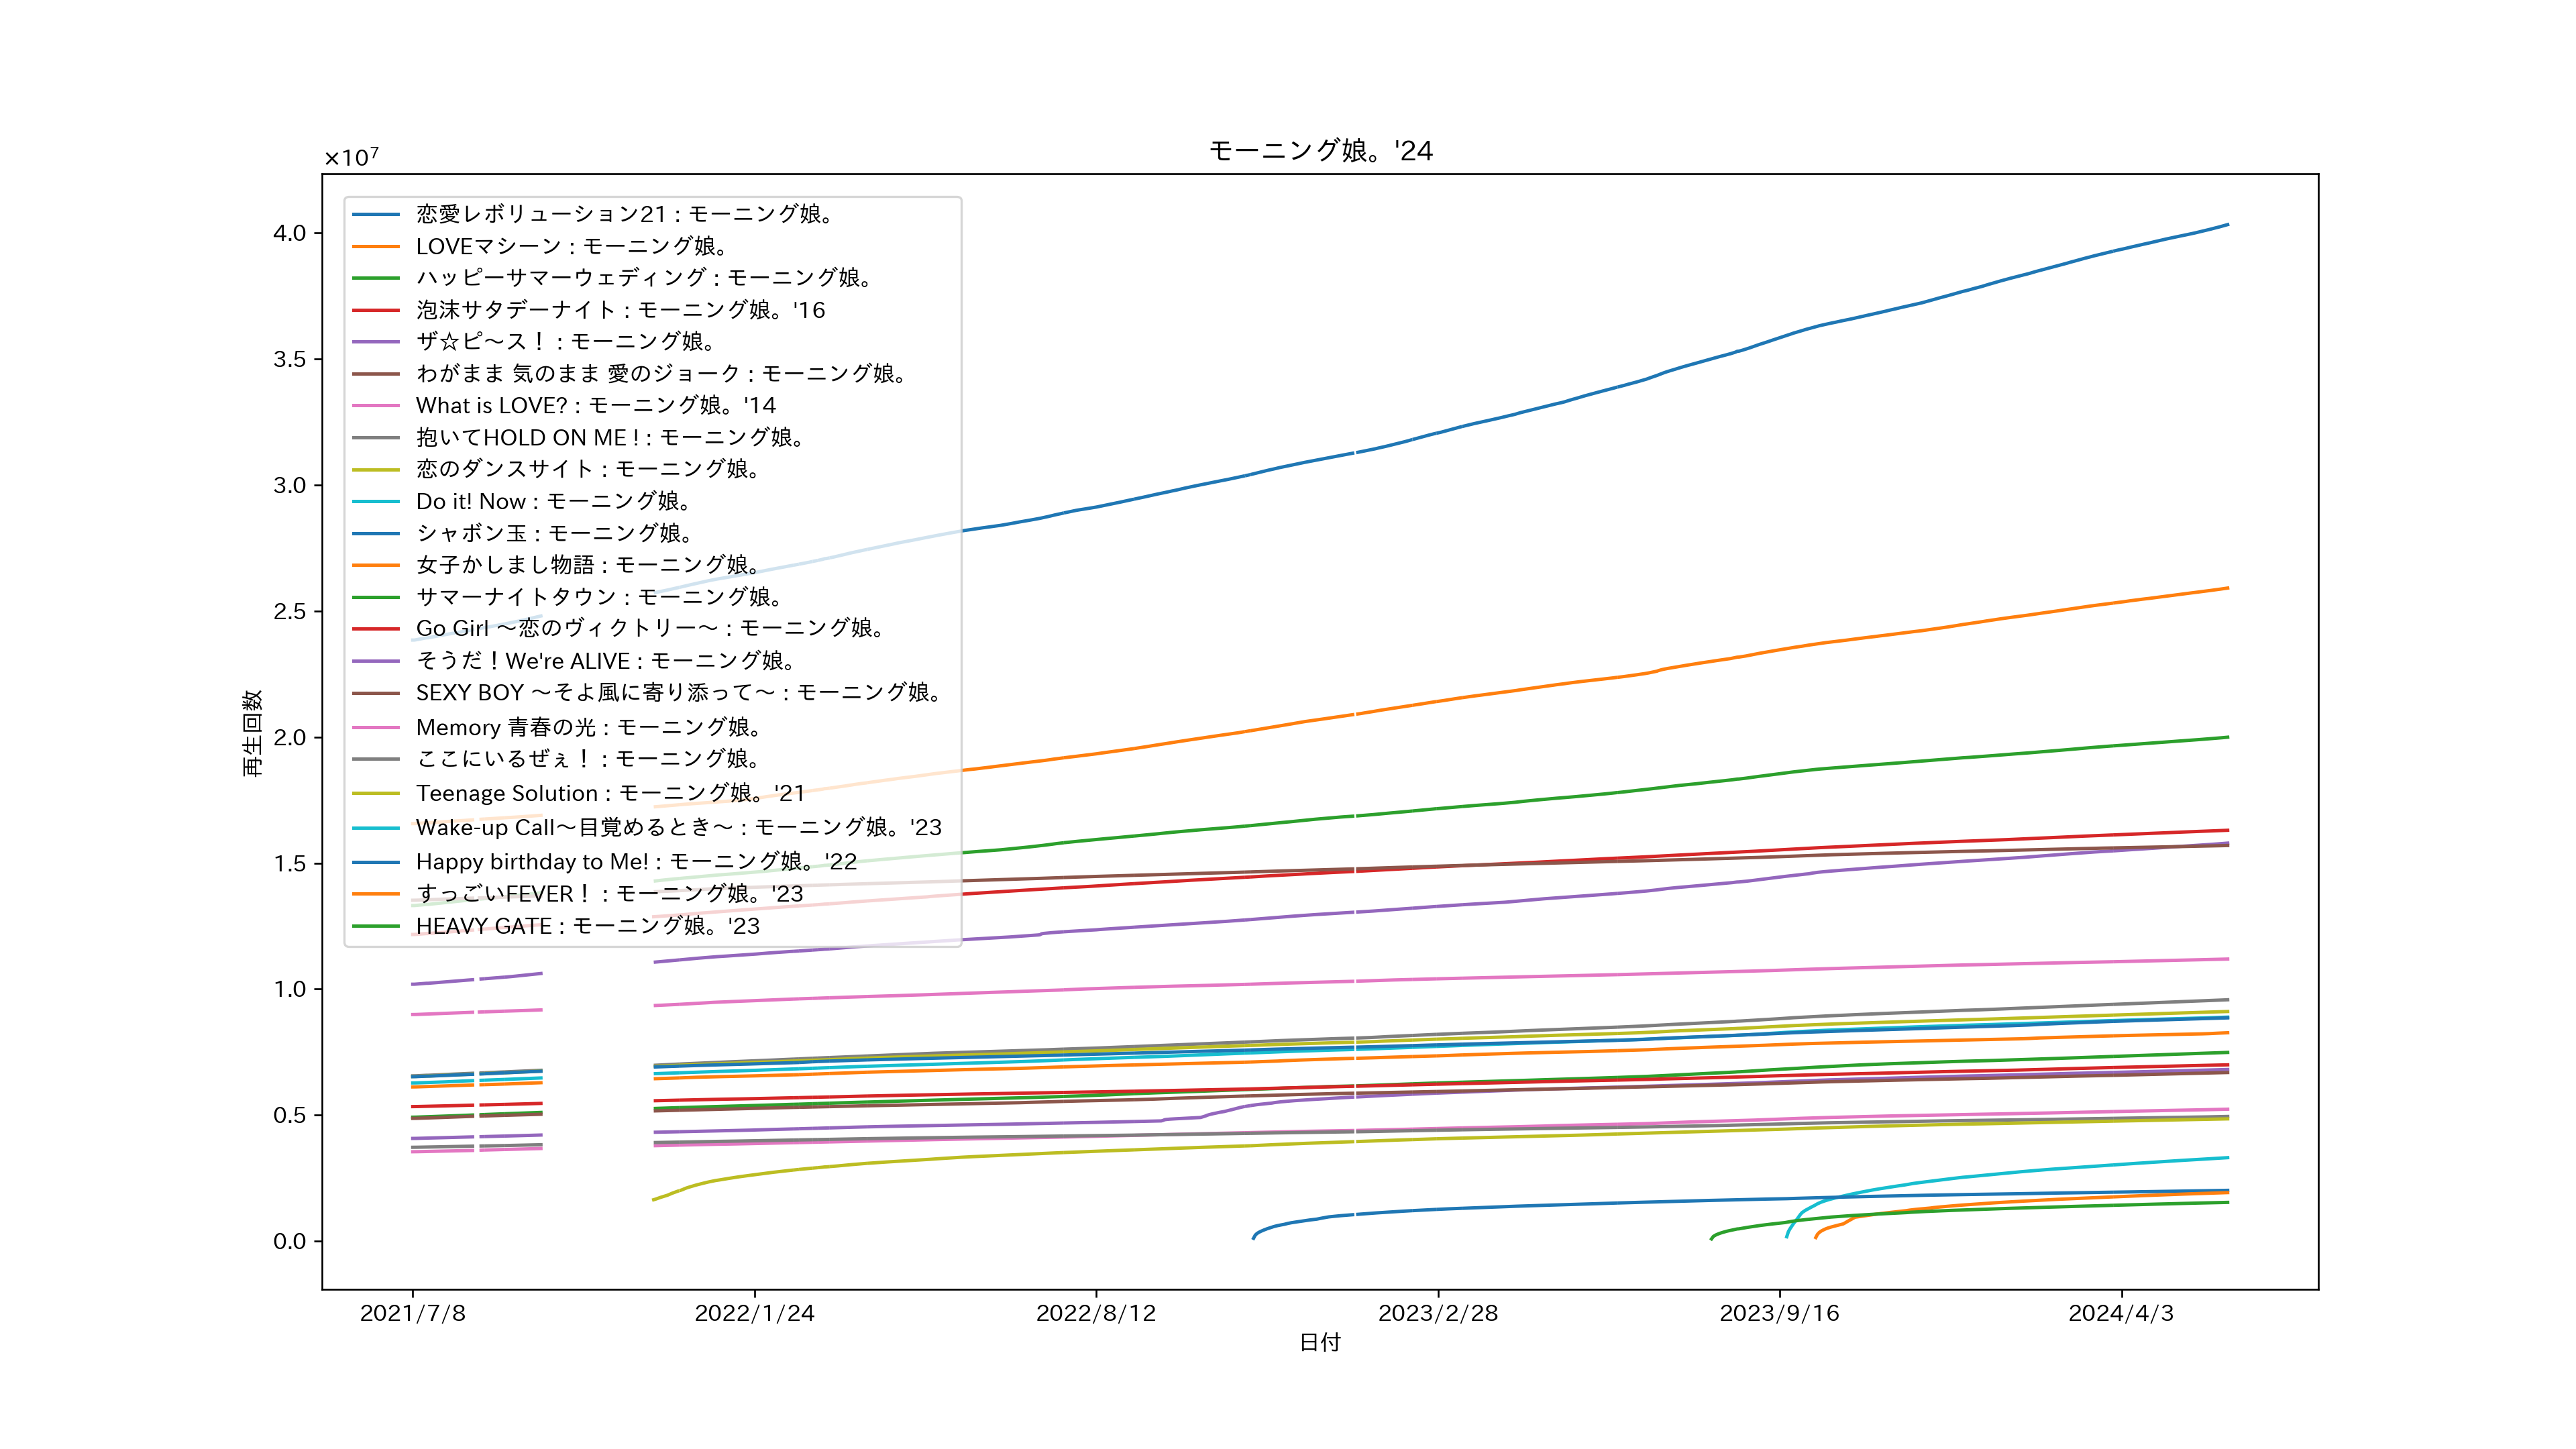 モーニング娘。'24
×10⁷
4.0
3.5
3.0
2.5
2.0
1.5
1.0
0.5
0.0
再生回数
恋愛レボリューション21 : モーニング娘。
LOVEマシーン : モーニング娘。
ハッピーサマーウェディング : モーニング娘。
泡沫サタデーナイト : モーニング娘。'16
ザ☆ピ〜ス！ : モーニング娘。
わがまま 気のまま 愛のジョーク : モーニング娘。
What is LOVE? : モーニング娘。'14
抱いてHOLD ON ME ! : モーニング娘。
恋のダンスサイト : モーニング娘。
Do it! Now : モーニング娘。
シャボン玉 : モーニング娘。
女子かしまし物語 : モーニング娘。
サマーナイトタウン : モーニング娘。
Go Girl 〜恋のヴィクトリー〜 : モーニング娘。
そうだ！We're ALIVE : モーニング娘。
SEXY BOY 〜そよ風に寄り添って〜 : モーニング娘。
Memory 青春の光 : モーニング娘。
ここにいるぜぇ！ : モーニング娘。
Teenage Solution : モーニング娘。'21
Wake-up Call〜目覚めるとき〜 : モーニング娘。'23
Happy birthday to Me! : モーニング娘。'22
すっごいFEVER！ : モーニング娘。'23
HEAVY GATE : モーニング娘。'23
2021/7/8
2022/1/24
2022/8/12
2023/2/28
2023/9/16
2024/4/3
日付